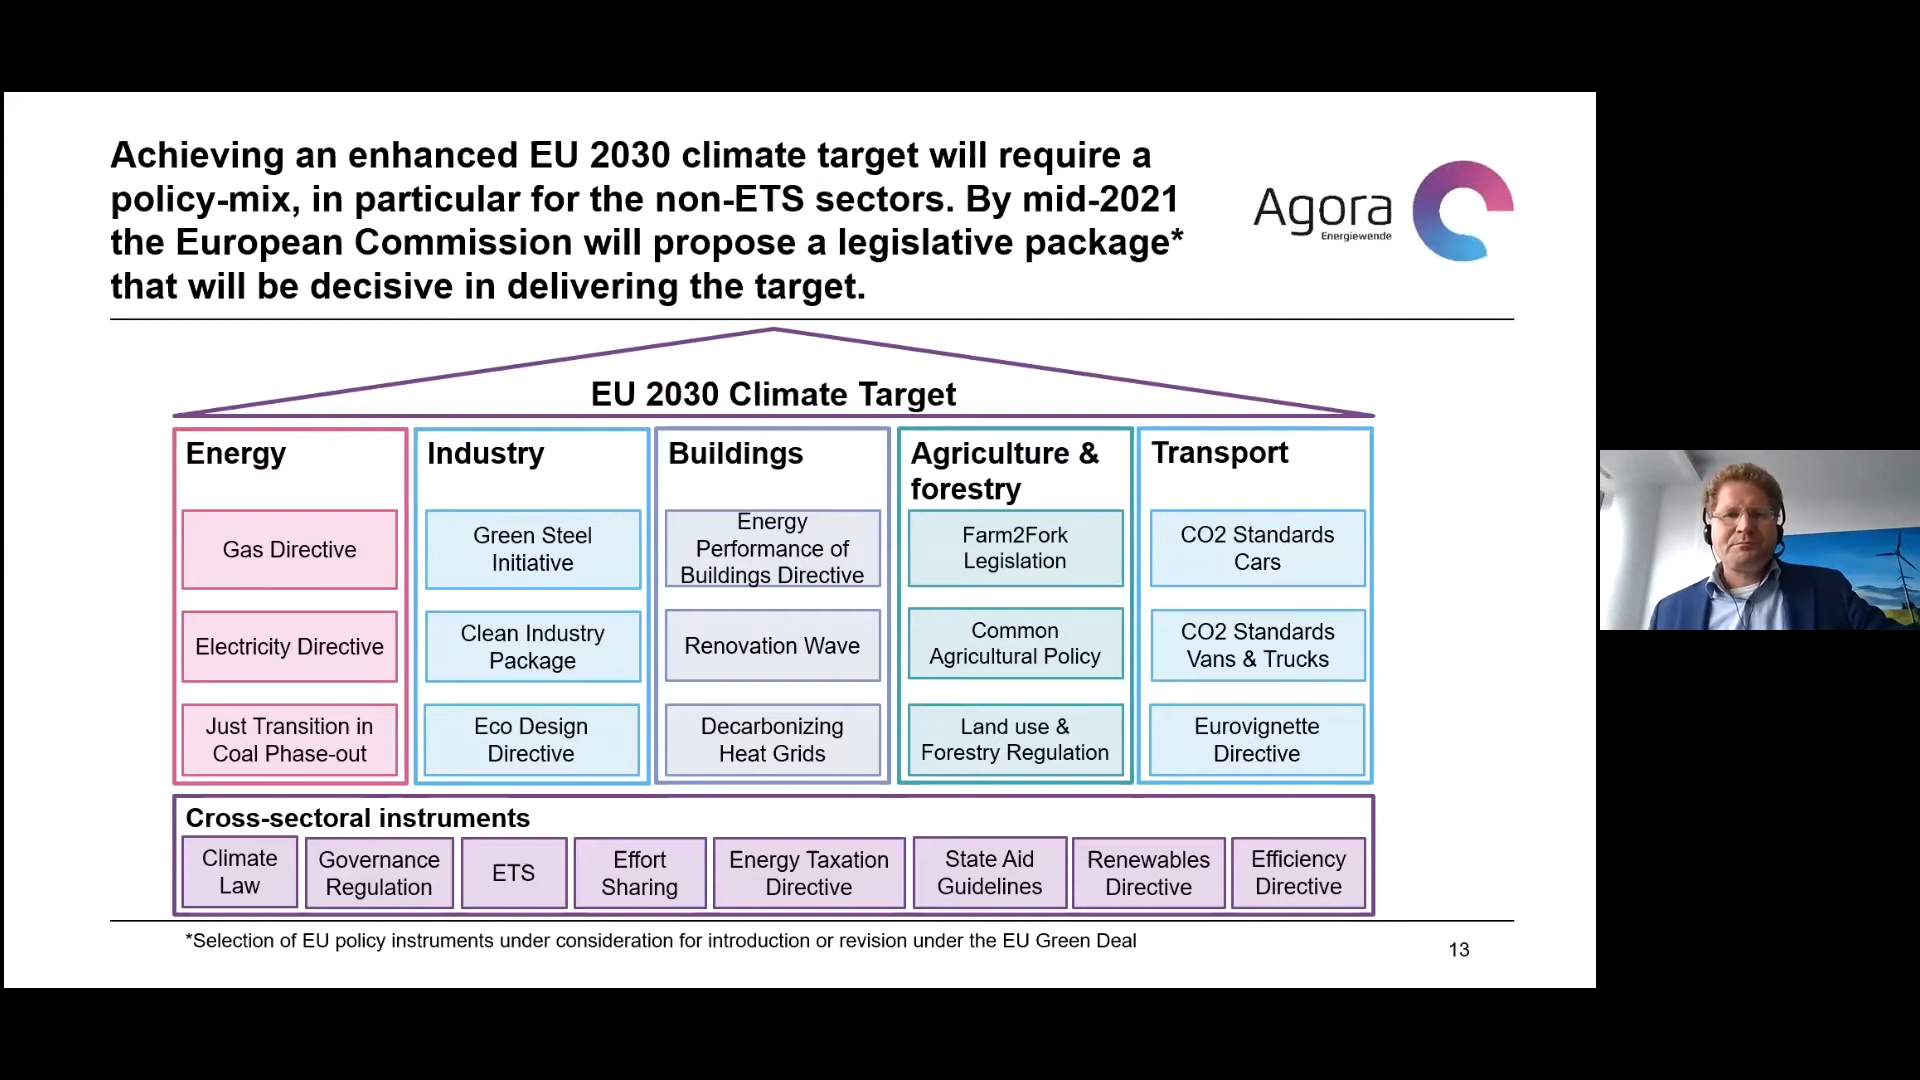 Achieving an enhanced EU 2030 climate target will require a
policy-mix, in particular for the non-ETS sectors. By mid-2021
the European Commission will propose a legislative package*
that will be decisive in delivering the target.
Agora
Energiewende
EU 2030 Climate Target
Energy
Gas Directive
Electricity Directive
Just Transition in
Coal Phase-out
Industry
Green Steel
Initiative
Clean Industry
Package
Eco Design
Directive
Buildings
Energy
Performance of
Buildings Directive
Renovation Wave
Decarbonizing
Heat Grids
Agriculture &
forestry
Farm2Fork
Legislation
Common
Agricultural Policy
Land use &
Forestry Regulation
Transport
CO2 Standards
Cars
CO2 Standards
Vans & Trucks
Eurovignette
Directive
Cross-sectoral instruments
Climate
Law
Governance
Regulation
ETS
Effort
Sharing
Energy Taxation
Directive
State Aid
Guidelines
Renewables
Directive
Efficiency
Directive
*Selection of EU policy instruments under consideration for introduction or revision under the EU Green Deal
13